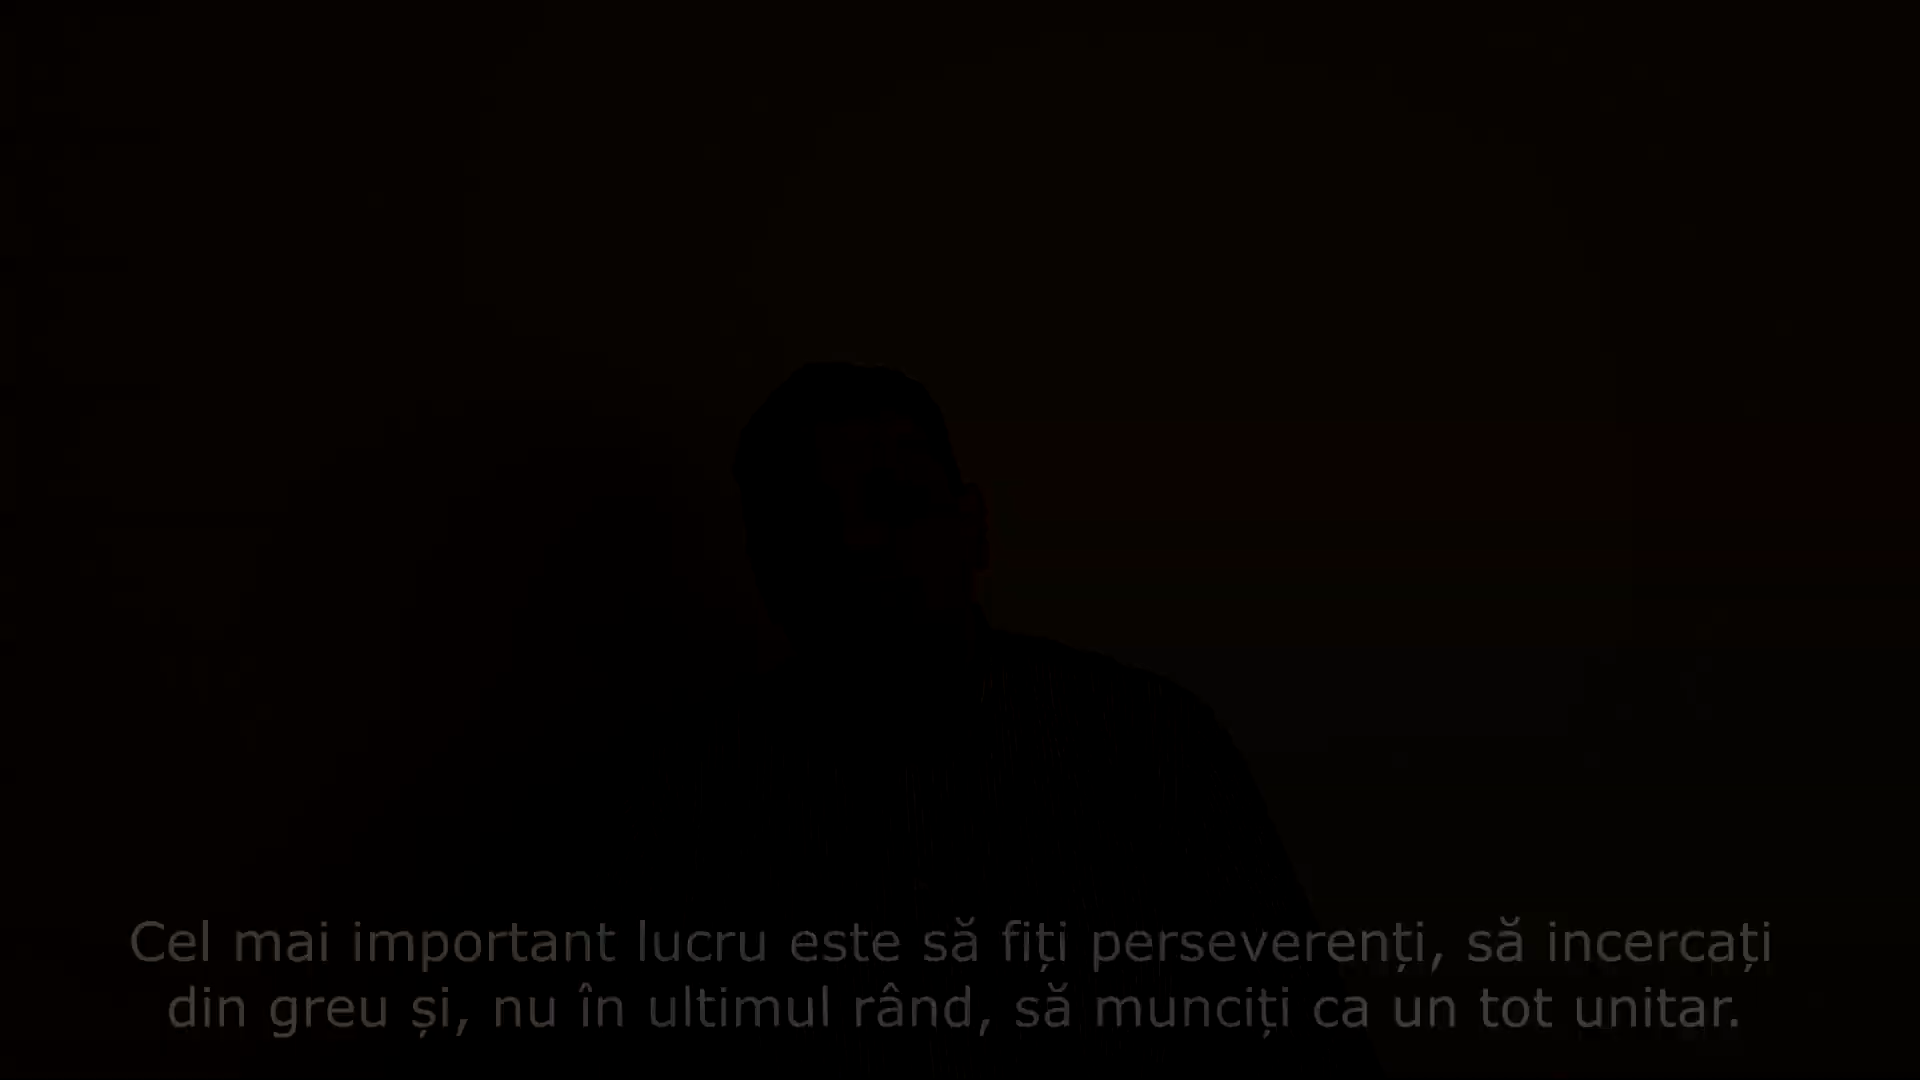 Cel mai important lucru este să fiți perseverenți, să incercați
din greu și, nu în ultimul rând, să munciți ca un tot unitar.